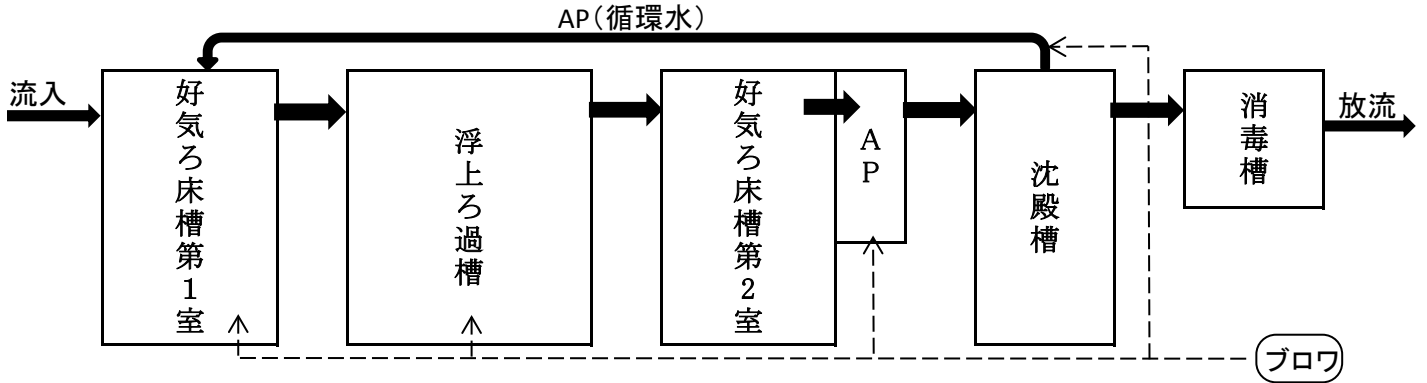 AP（循環水）
流入
好気ろ床槽第１室
浮上ろ過槽
好気ろ床槽第２室
AP
沈殿槽
消毒槽
放流
ブロワ